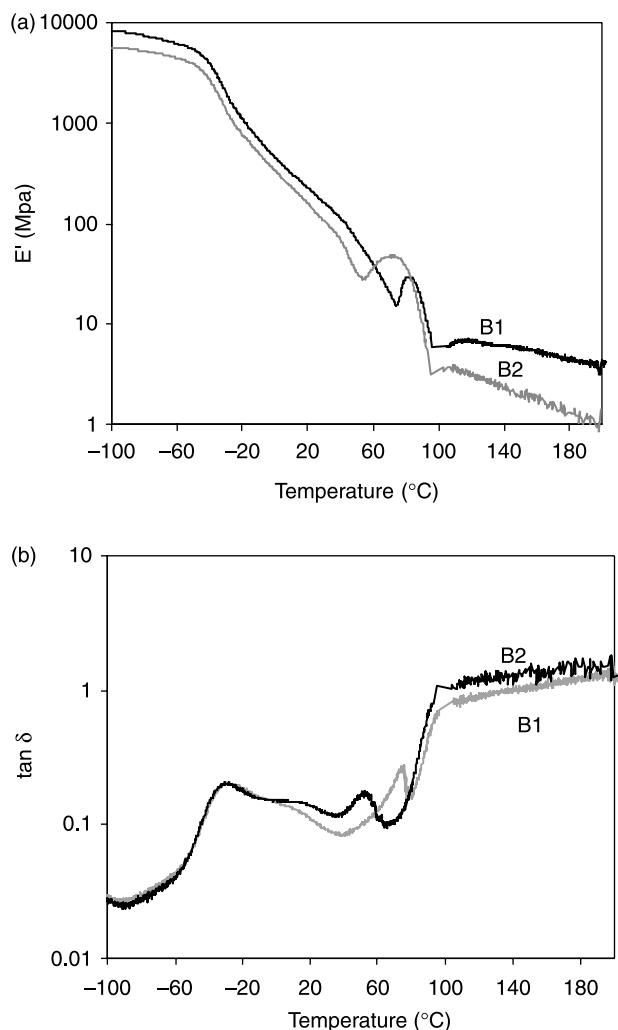 (a)
10000
1000
100
10
1
E' (Mpa)
B1
B2
–100 –60 –20 20 60 100 140 180
Temperature (°C)
(b)
10
1
0.1
0.01
tan δ
B2
B1
–100 –60 –20 20 60 100 140 180
Temperature (°C)